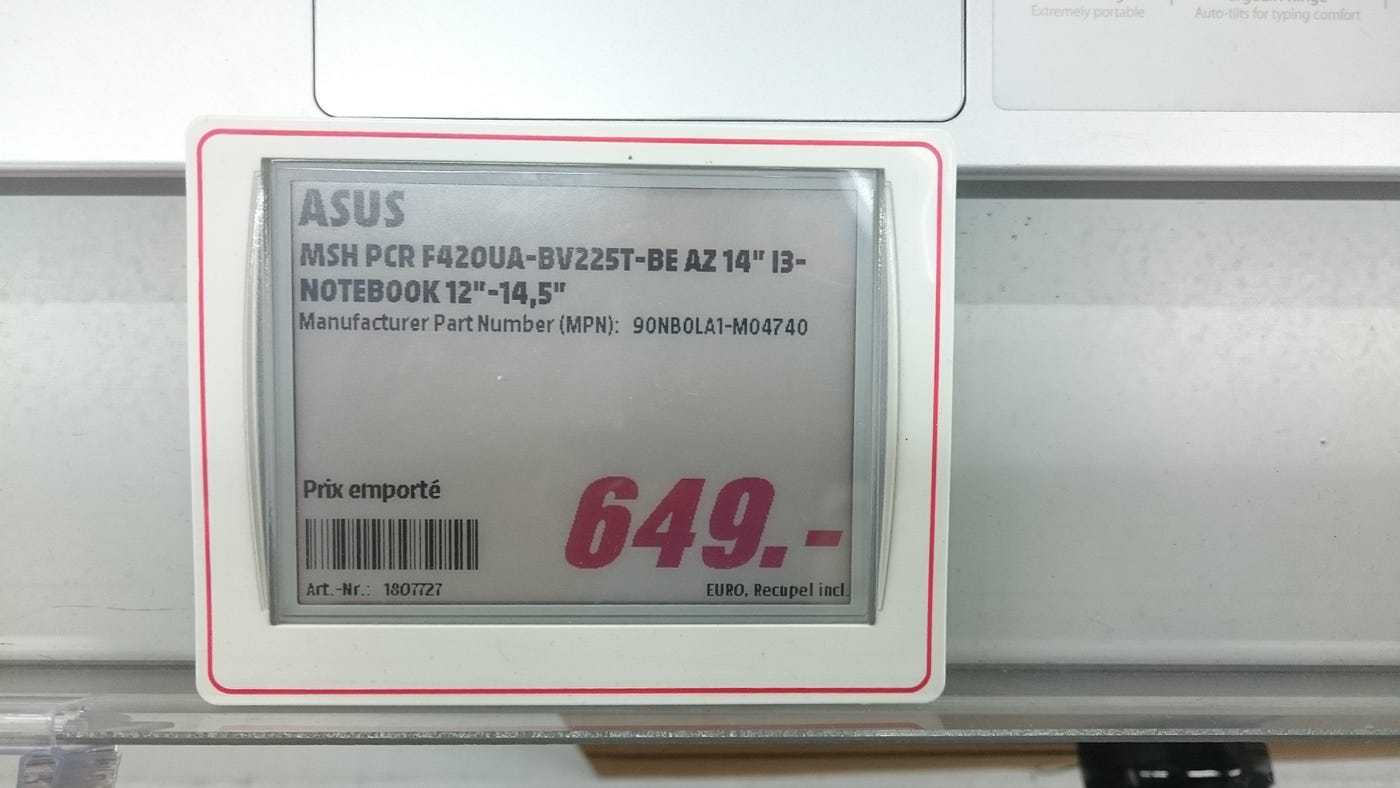 Extremely portable
Auto-tilts for typing comfort
ASUS
MSH PCR F420UA-BV225T-BE AZ 14" I3-
NOTEBOOK 12"-14,5"
Manufacturer Part Number (MPN): 90NB0LA1-M04740
Prix emporté
649.-
Art.-Nr.: 1807727
EURO, Recupel incl.